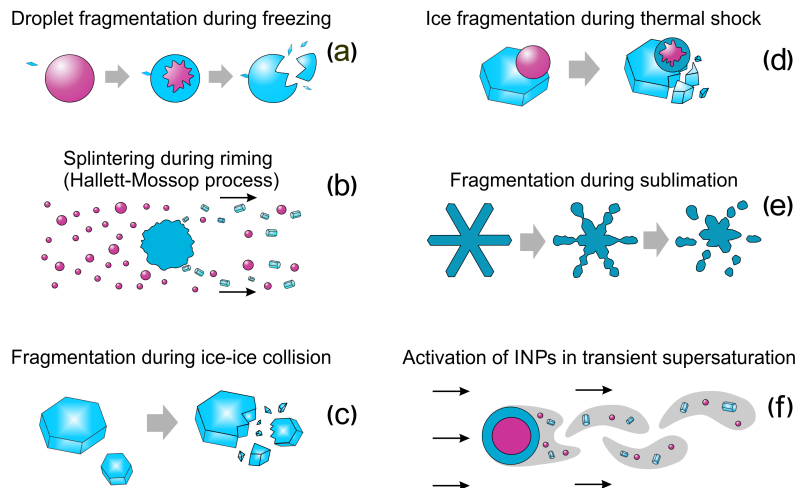 Droplet fragmentation during freezing
(a)
Splintering during riming
(Hallett-Mossop process)
(b)
Fragmentation during ice-ice collision
(c)
Ice fragmentation during thermal shock
(d)
Fragmentation during sublimation
(e)
Activation of INPs in transient supersaturation
(f)